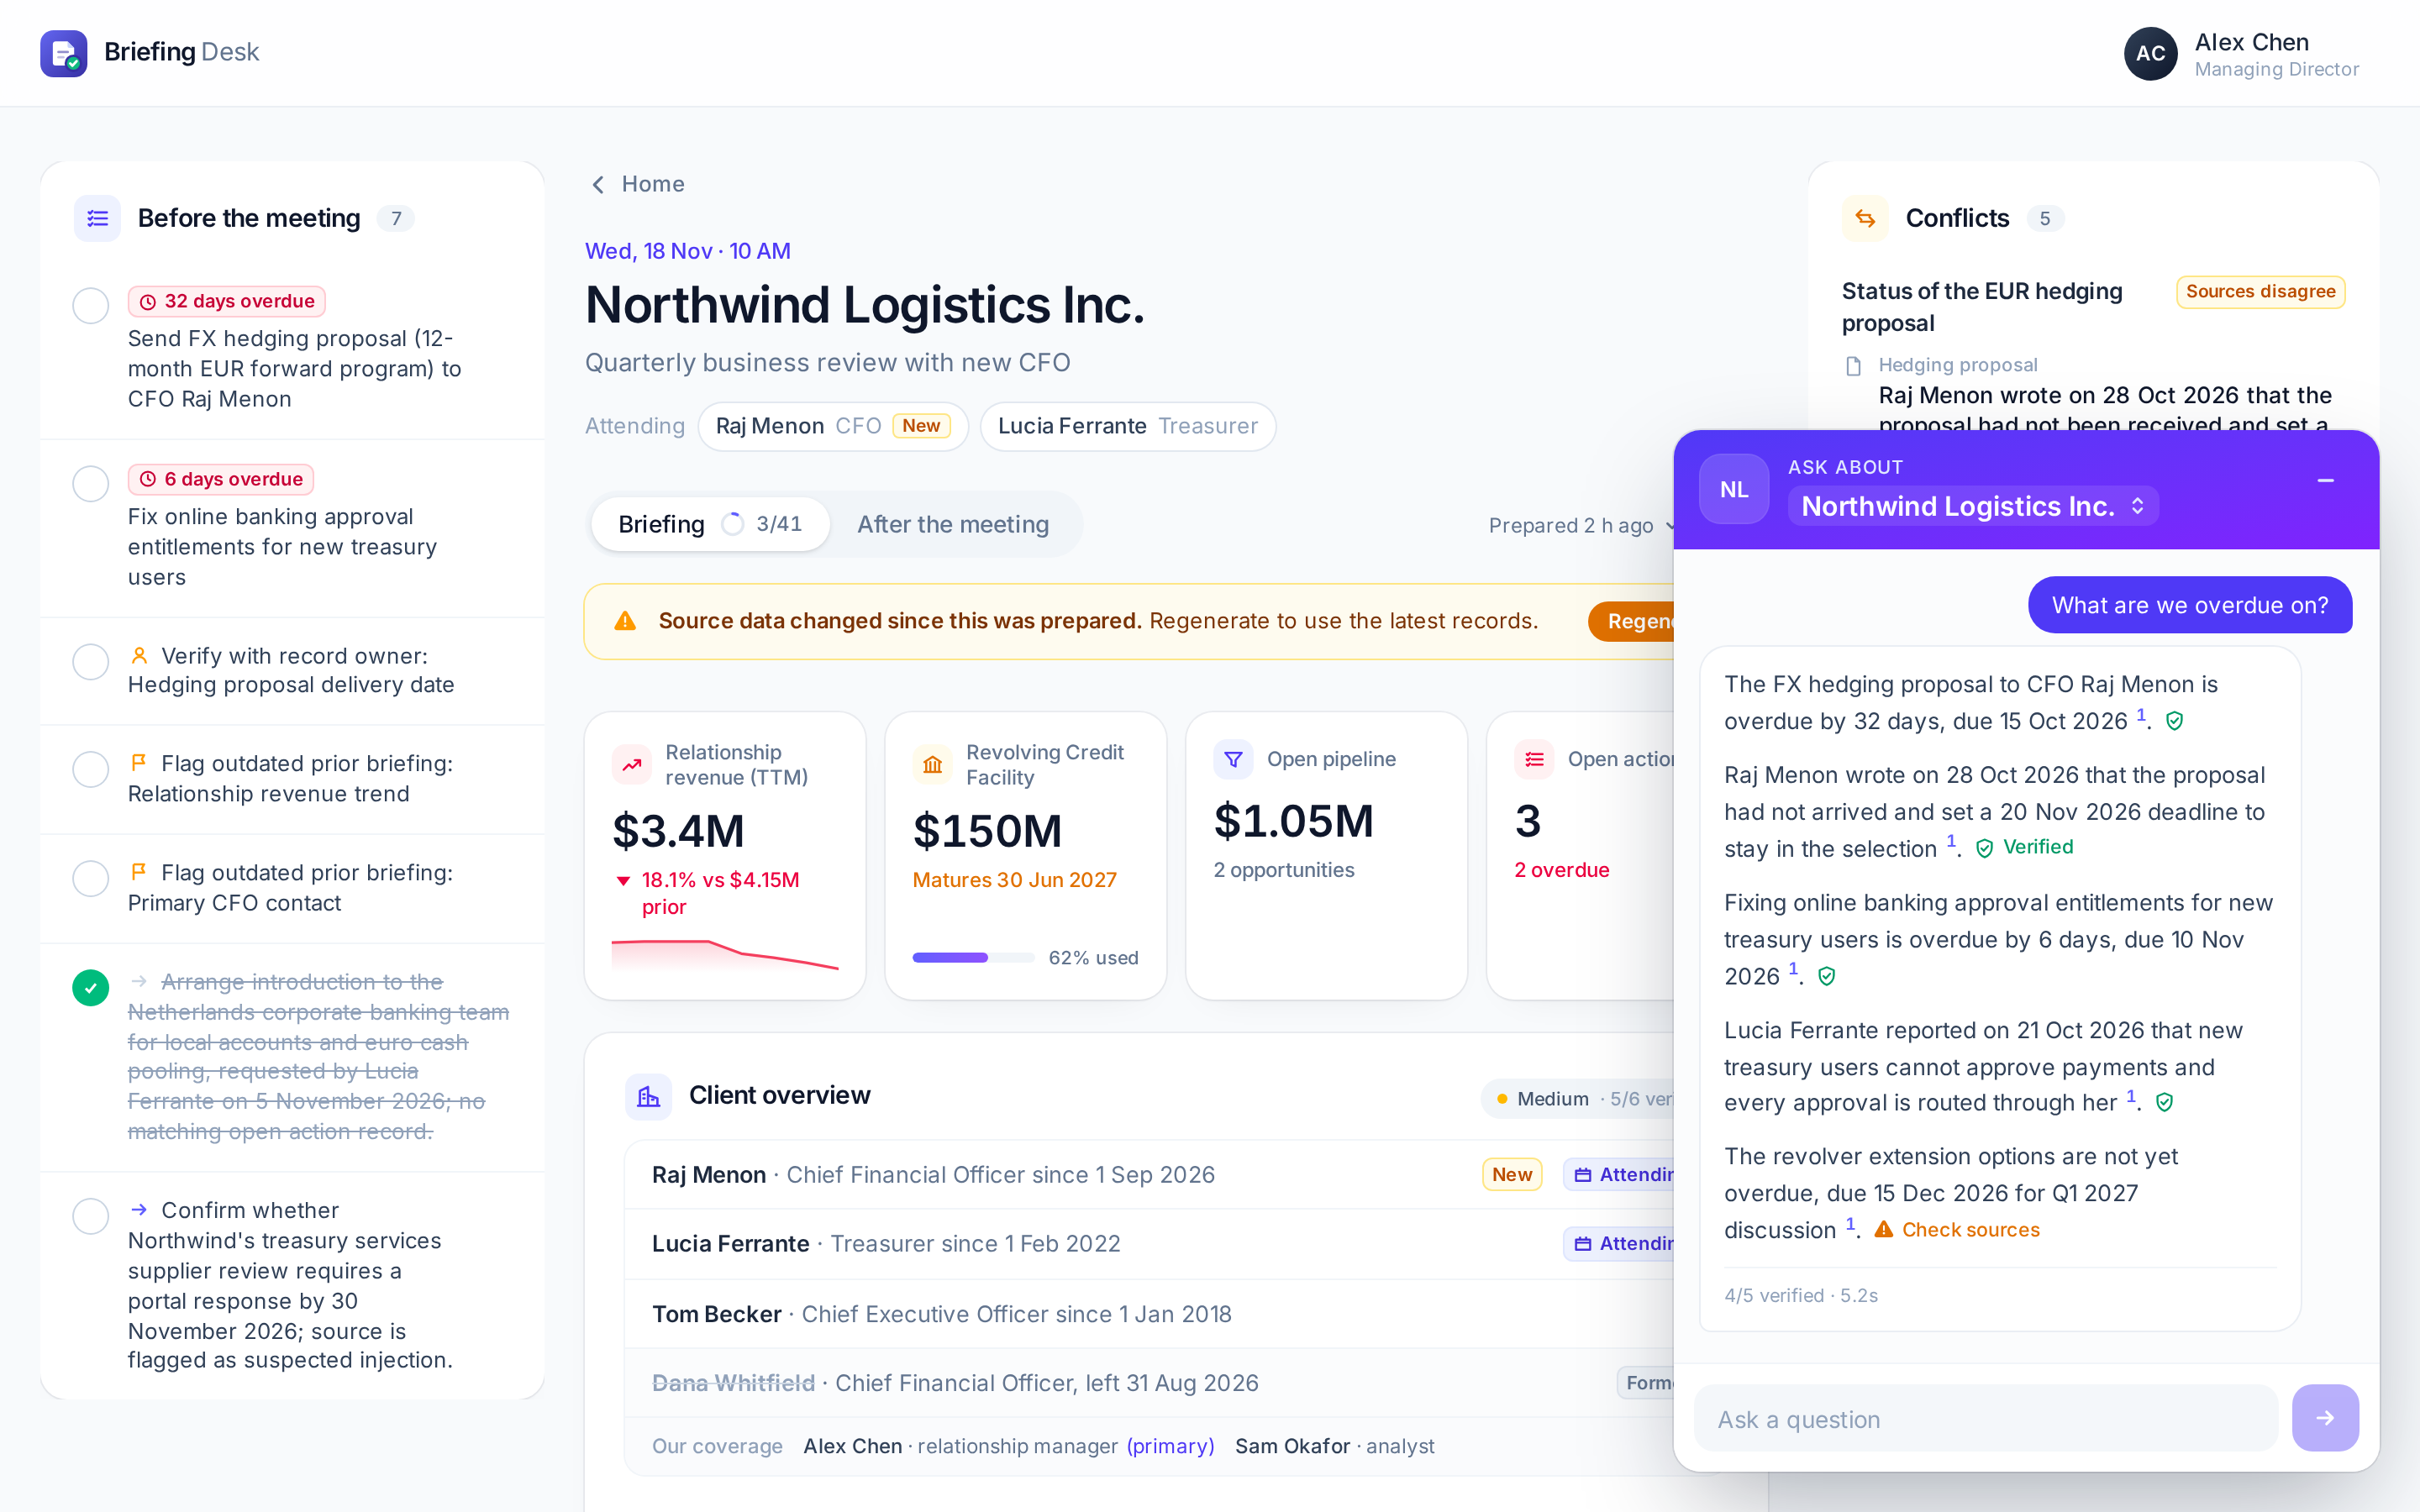 Briefing Desk
AC
Alex Chen
Managing Director
Before the meeting 7
32 days overdue
Send FX hedging proposal (12-
month EUR forward program) to
CFO Raj Menon
6 days overdue
Fix online banking approval
entitlements for new treasury
users
Verify with record owner:
Hedging proposal delivery date
Flag outdated prior briefing:
Relationship revenue trend
Flag outdated prior briefing:
Primary CFO contact
Arrange introduction to the
Netherlands corporate banking team
for local accounts and euro cash
pooling, requested by Lucia
Ferrante on 5 November 2026; no
matching open action record.
Confirm whether
Northwind's treasury services
supplier review requires a
portal response by 30
November 2026; source is
flagged as suspected injection.
Home
Wed, 18 Nov · 10 AM
Northwind Logistics Inc.
Quarterly business review with new CFO
Attending Raj Menon CFO New Lucia Ferrante Treasurer
Briefing 3/41 After the meeting
Prepared 2 h ago
Source data changed since this was prepared. Regenerate to use the latest records.
Regen
Relationship
revenue (TTM)
$3.4M
18.1% vs $4.15M
prior
Revolving Credit
Facility
$150M
Matures 30 Jun 2027
62% used
Open pipeline
$1.05M
2 opportunities
Open action
3
2 overdue
Client overview
Medium · 5/6 ver
Raj Menon · Chief Financial Officer since 1 Sep 2026 New Attendin
Lucia Ferrante · Treasurer since 1 Feb 2022 Attendin
Tom Becker · Chief Executive Officer since 1 Jan 2018
Dana Whitfield · Chief Financial Officer, left 31 Aug 2026 Form
Our coverage Alex Chen · relationship manager (primary) Sam Okafor · analyst
Conflicts 5
Status of the EUR hedging
proposal
Sources disagree
Hedging proposal
Raj Menon wrote on 28 Oct 2026 that the
proposal had not been received and set a
NL
ASK ABOUT
Northwind Logistics Inc.
What are we overdue on?
The FX hedging proposal to CFO Raj Menon is
overdue by 32 days, due 15 Oct 2026 1.
Raj Menon wrote on 28 Oct 2026 that the proposal
had not arrived and set a 20 Nov 2026 deadline to
stay in the selection 1. Verified
Fixing online banking approval entitlements for new
treasury users is overdue by 6 days, due 10 Nov
2026 1.
Lucia Ferrante reported on 21 Oct 2026 that new
treasury users cannot approve payments and
every approval is routed through her 1.
The revolver extension options are not yet
overdue, due 15 Dec 2026 for Q1 2027
discussion 1. Check sources
4/5 verified · 5.2s
Ask a question